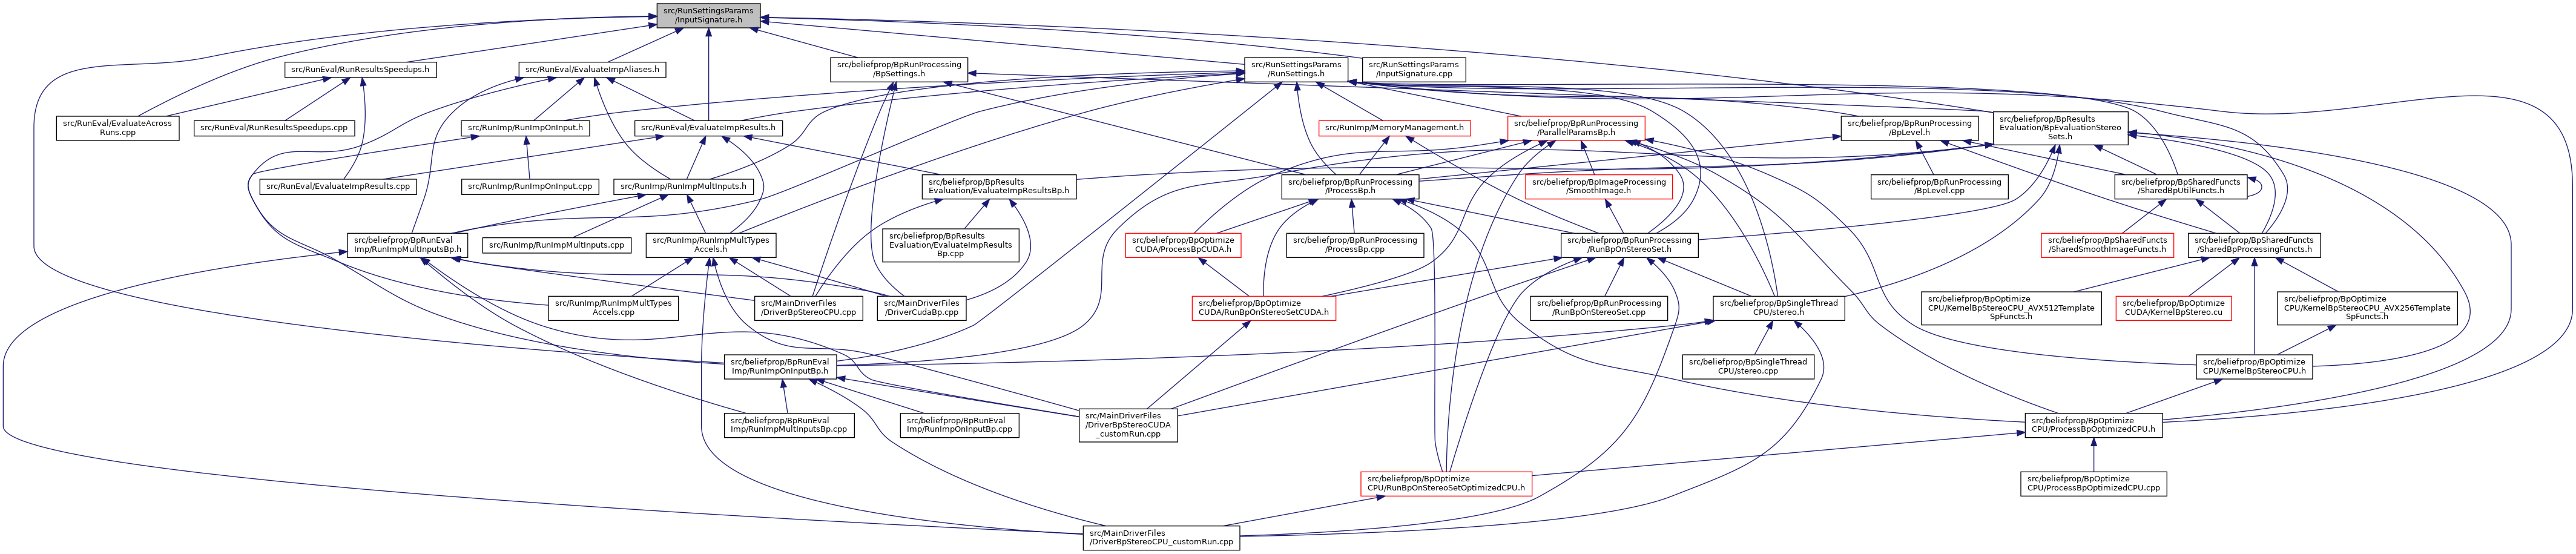 src/RunSettingsParams
/InputSignature.h
src/RunEval/RunResultsSpeedups.h
src/RunEval/EvaluateImpAliases.h
src/beliefprop/BpRunProcessing
/BpSettings.h
src/RunSettingsParams
/RunSettings.h
src/RunSettingsParams
/InputSignature.cpp
src/RunEval/EvaluateAcross
Runs.cpp
src/RunEval/RunResultsSpeedups.cpp
src/RunImp/RunImpOnInput.h
src/RunEval/EvaluateImpResults.h
src/RunImp/MemoryManagement.h
src/beliefprop/BpRunProcessing
/ParallelParamsBp.h
src/beliefprop/BpRunProcessing
/BpLevel.h
src/beliefprop/BpResults
Evaluation/BpEvaluationStereo
Sets.h
src/RunEval/EvaluateImpResults.cpp
src/RunImp/RunImpOnInput.cpp
src/RunImp/RunImpMultInputs.h
src/beliefprop/BpResults
Evaluation/EvaluateImpResultsBp.h
src/beliefprop/BpRunProcessing
/ProcessBp.h
src/beliefprop/BpImageProcessing
/SmoothImage.h
src/beliefprop/BpRunProcessing
/BpLevel.cpp
src/beliefprop/BpSharedFuncts
/SharedBpUtilFuncts.h
src/beliefprop/BpRunEval
Imp/RunImpMultInputsBp.h
src/RunImp/RunImpMultInputs.cpp
src/RunImp/RunImpMultTypes
Accels.h
src/beliefprop/BpResults
Evaluation/EvaluateImpResults
Bp.cpp
src/beliefprop/BpOptimize
CUDA/ProcessBpCUDA.h
src/beliefprop/BpRunProcessing
/ProcessBp.cpp
src/beliefprop/BpRunProcessing
/RunBpOnStereoSet.h
src/beliefprop/BpSharedFuncts
/SharedSmoothImageFuncts.h
src/beliefprop/BpSharedFuncts
/SharedBpProcessingFuncts.h
src/RunImp/RunImpMultTypes
Accels.cpp
src/MainDriverFiles
/DriverBpStereoCPU.cpp
src/MainDriverFiles
/DriverCudaBp.cpp
src/beliefprop/BpOptimize
CUDA/RunBpOnStereoSetCUDA.h
src/beliefprop/BpRunProcessing
/RunBpOnStereoSet.cpp
src/beliefprop/BpSingleThread
CPU/stereo.h
src/beliefprop/BpOptimize
CPU/KernelBpStereoCPU_AVX512Template
SpFuncts.h
src/beliefprop/BpOptimize
CUDA/KernelBpStereo.cu
src/beliefprop/BpOptimize
CPU/KernelBpStereoCPU_AVX256Template
SpFuncts.h
src/beliefprop/BpRunEval
Imp/RunImpOnInputBp.h
src/beliefprop/BpSingleThread
CPU/stereo.cpp
src/beliefprop/BpOptimize
CPU/KernelBpStereoCPU.h
src/beliefprop/BpRunEval
Imp/RunImpMultInputsBp.cpp
src/beliefprop/BpRunEval
Imp/RunImpOnInputBp.cpp
src/MainDriverFiles
/DriverBpStereoCUDA
_customRun.cpp
src/beliefprop/BpOptimize
CPU/ProcessBpOptimizedCPU.h
src/beliefprop/BpOptimize
CPU/RunBpOnStereoSetOptimizedCPU.h
src/beliefprop/BpOptimize
CPU/ProcessBpOptimizedCPU.cpp
src/MainDriverFiles
/DriverBpStereoCPU_customRun.cpp